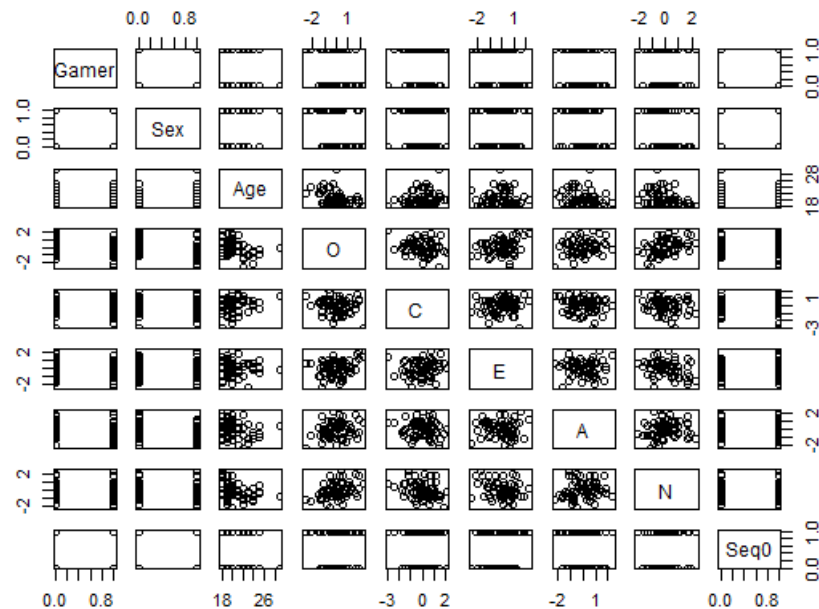 0.0 0.8 -2 1 -2 1 -2 0 2
Gamer 0.0 1.0
0.0 1.0 Sex
Age 18 28
-2 2 O
C -3 1
-2 2 E
A -2 2
-2 2 N
Seq0 0.0 1.0
0.0 0.8 18 26 -3 0 2 -2 1 0.0 0.8